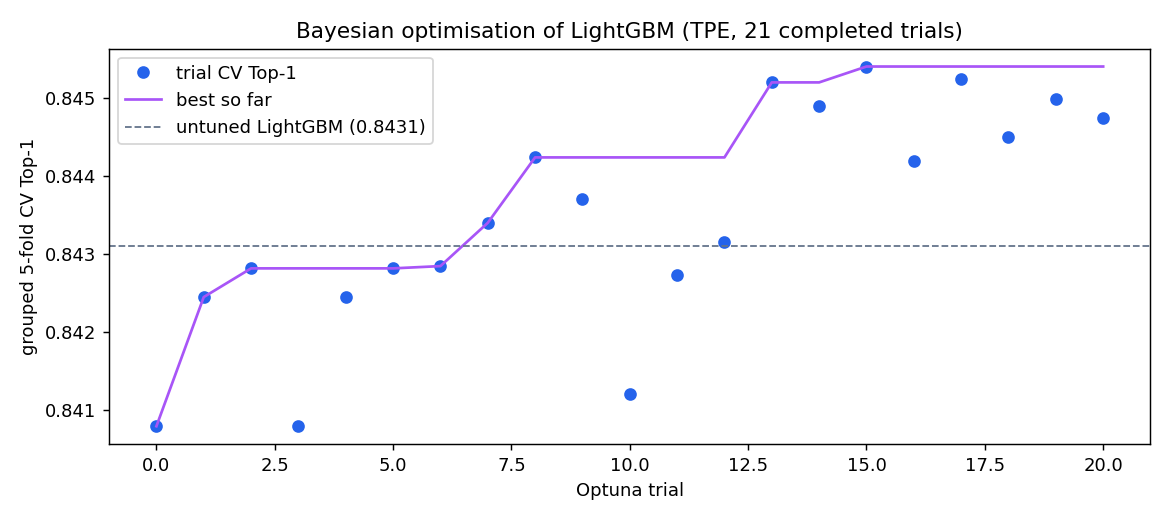 Bayesian optimisation of LightGBM (TPE, 21 completed trials)
trial CV Top-1
best so far
untuned LightGBM (0.8431)
grouped 5-fold CV Top-1
0.845
0.844
0.843
0.842
0.841
0.0 2.5 5.0 7.5 10.0 12.5 15.0 17.5 20.0
Optuna trial